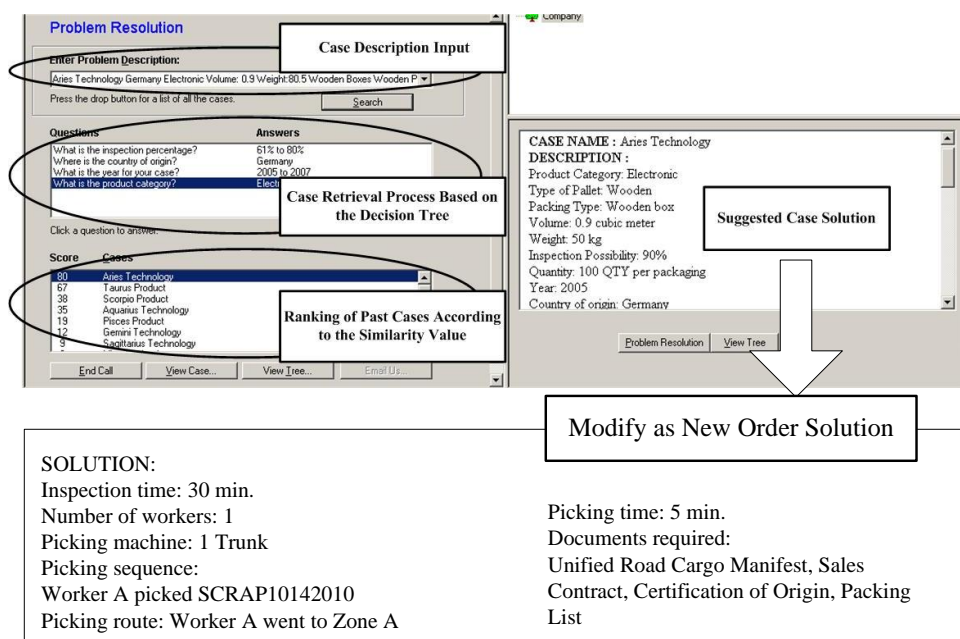 Problem Resolution
Case Description Input
Enter Problem Description:
Aries Technology Germany Electronic Volume: 0.9 Weight:80.5 Wooden Boxes Wooden P
Press the drop button for a list of all the cases.
Search
Questions Answers
What is the inspection percentage? 61% to 80%
Where is the country of origin? Germany
What is the year for your case? 2005 to 2007
What is the product category? Elect
Case Retrieval Process Based on
the Decision Tree
Click a question to answer.
Score Cases
80 Aries Technology
67 Taurus Product
38 Scorpio Product
35 Aquarius Technology
19 Pisces Product
12 Gemini Technology
9 Sagittarius Technology
Ranking of Past Cases According
to the Similarity Value
End Call View Case... View Tree... Email Us...
Company
CASE NAME : Aries Technology
DESCRIPTION :
Product Category: Electronic
Type of Pallet: Wooden
Packing Type: Wooden box
Volume: 0.9 cubic meter
Weight: 50 kg
Inspection Possibility: 90%
Quantity: 100 QTY per packaging
Year: 2005
Country of origin: Germany
Suggested Case Solution
Problem Resolution View Tree
Modify as New Order Solution
SOLUTION:
Inspection time: 30 min.
Number of workers: 1
Picking machine: 1 Trunk
Picking sequence:
Worker A picked SCRAP10142010
Picking route: Worker A went to Zone A
Picking time: 5 min.
Documents required:
Unified Road Cargo Manifest, Sales
Contract, Certification of Origin, Packing
List